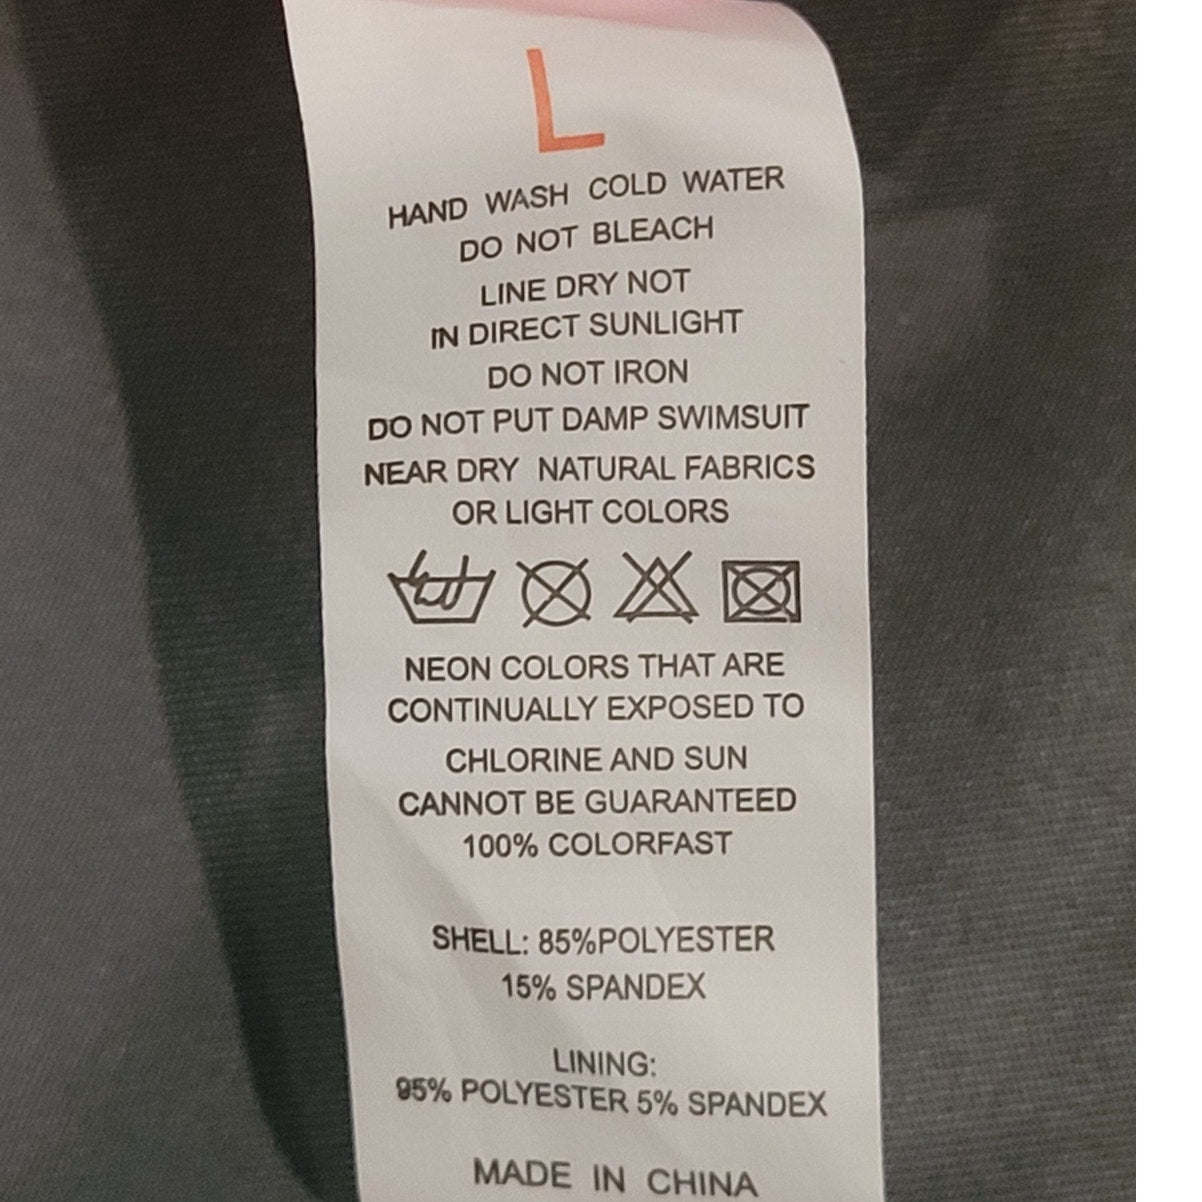 L
HAND WASH COLD WATER
DO NOT BLEACH
LINE DRY NOT
IN DIRECT SUNLIGHT
DO NOT IRON
DO NOT PUT DAMP SWIMSUIT
NEAR DRY NATURAL FABRICS
OR LIGHT COLORS
NEON COLORS THAT ARE
CONTINUALLY EXPOSED TO
CHLORINE AND SUN
CANNOT BE GUARANTEED
100% COLORFAST
SHELL: 85%POLYESTER
15% SPANDEX
LINING:
95% POLYESTER 5% SPANDEX
MADE IN CHINA